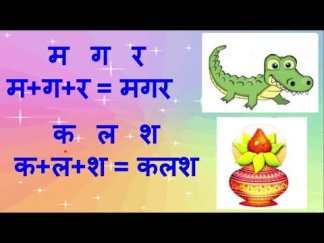 म ग र
म+ग+र = मगर
क ल श
क+ल+श = कलश